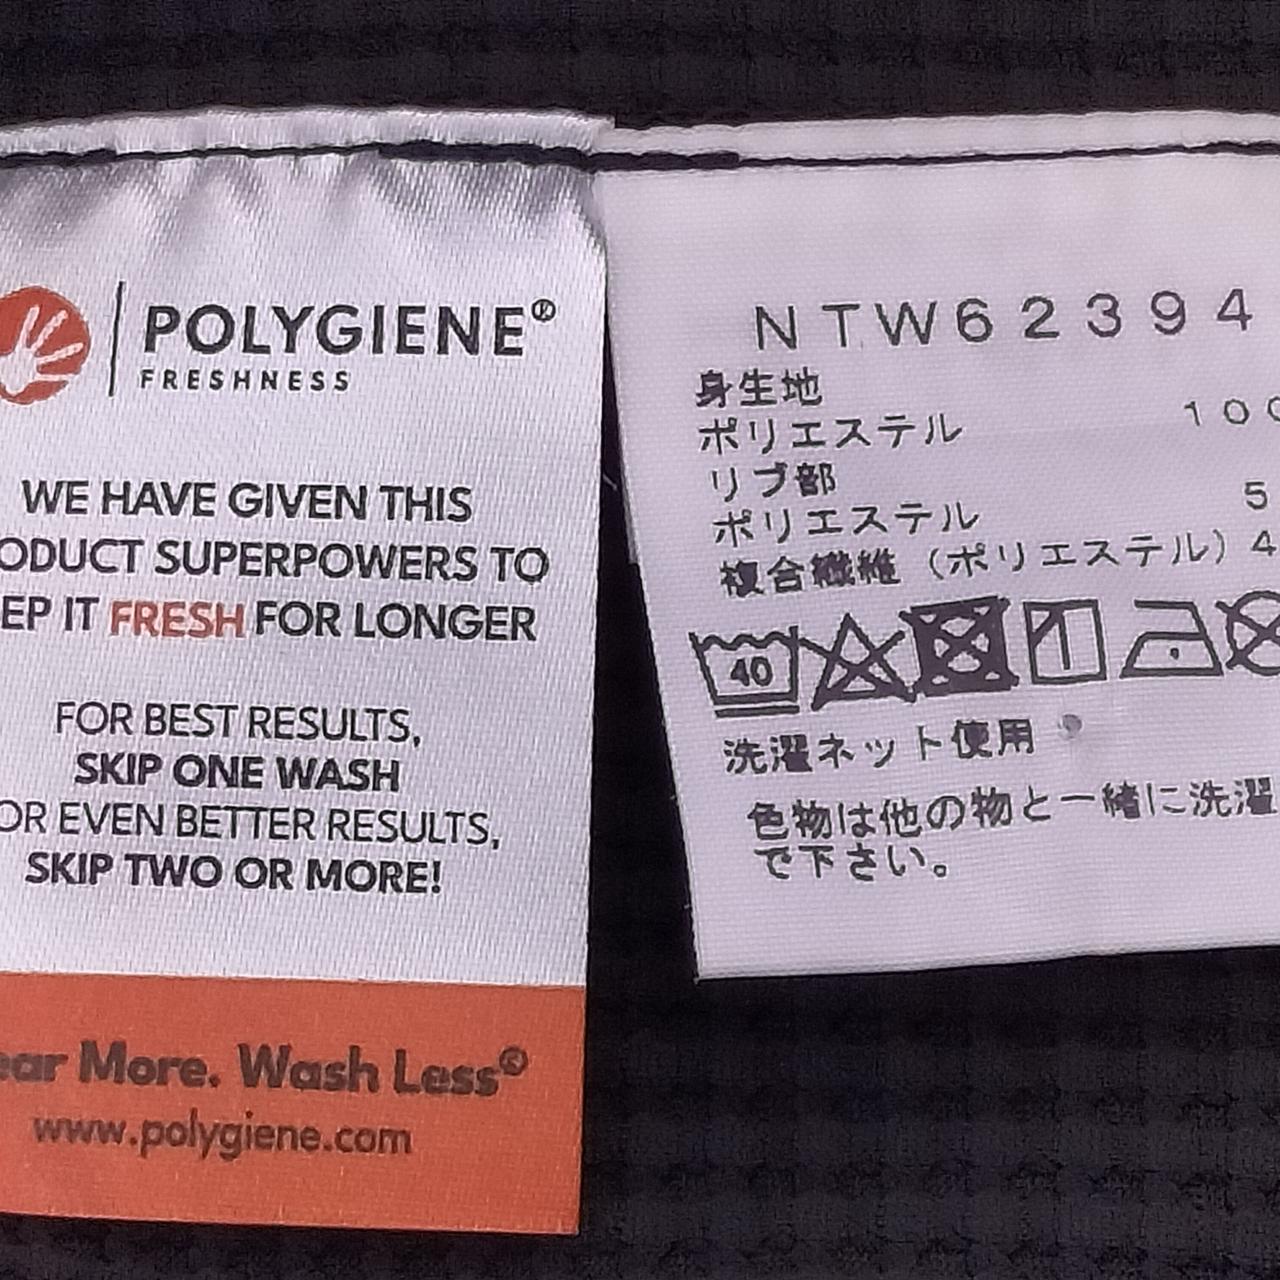 POLYGIENE®
FRESHNESS
WE HAVE GIVEN THIS
ODUCT SUPERPOWERS TO
EP IT FRESH FOR LONGER
FOR BEST RESULTS,
SKIP ONE WASH
OR EVEN BETTER RESULTS,
SKIP TWO OR MORE!
ear More. Wash Less®
www.polygiene.com
NTW62394
身生地
ポリエステル 100
リブ部
ポリエステル 5
複合繊維(ポリエステル) 4
40
洗濯ネット使用
色物は他の物と一緒に洗濯
で下さい。